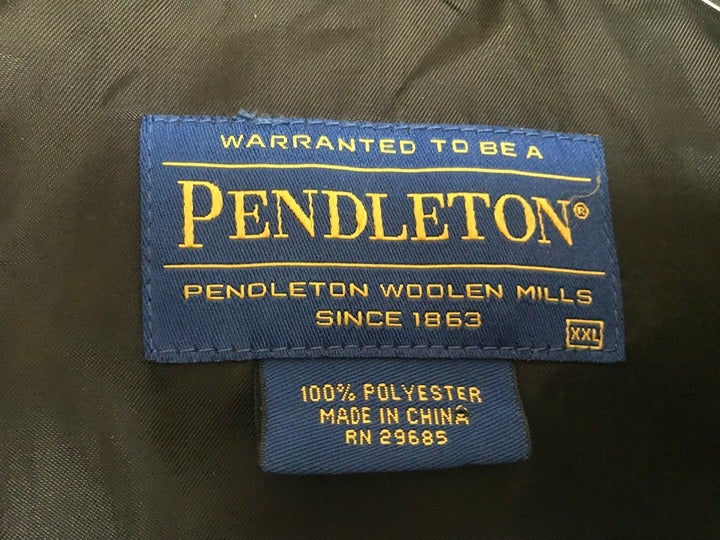 WARRANTED TO BE A
PENDLETON®
PENDLETON WOOLEN MILLS
SINCE 1863
XXL
100% POLYESTER
MADE IN CHINA
RN 29685